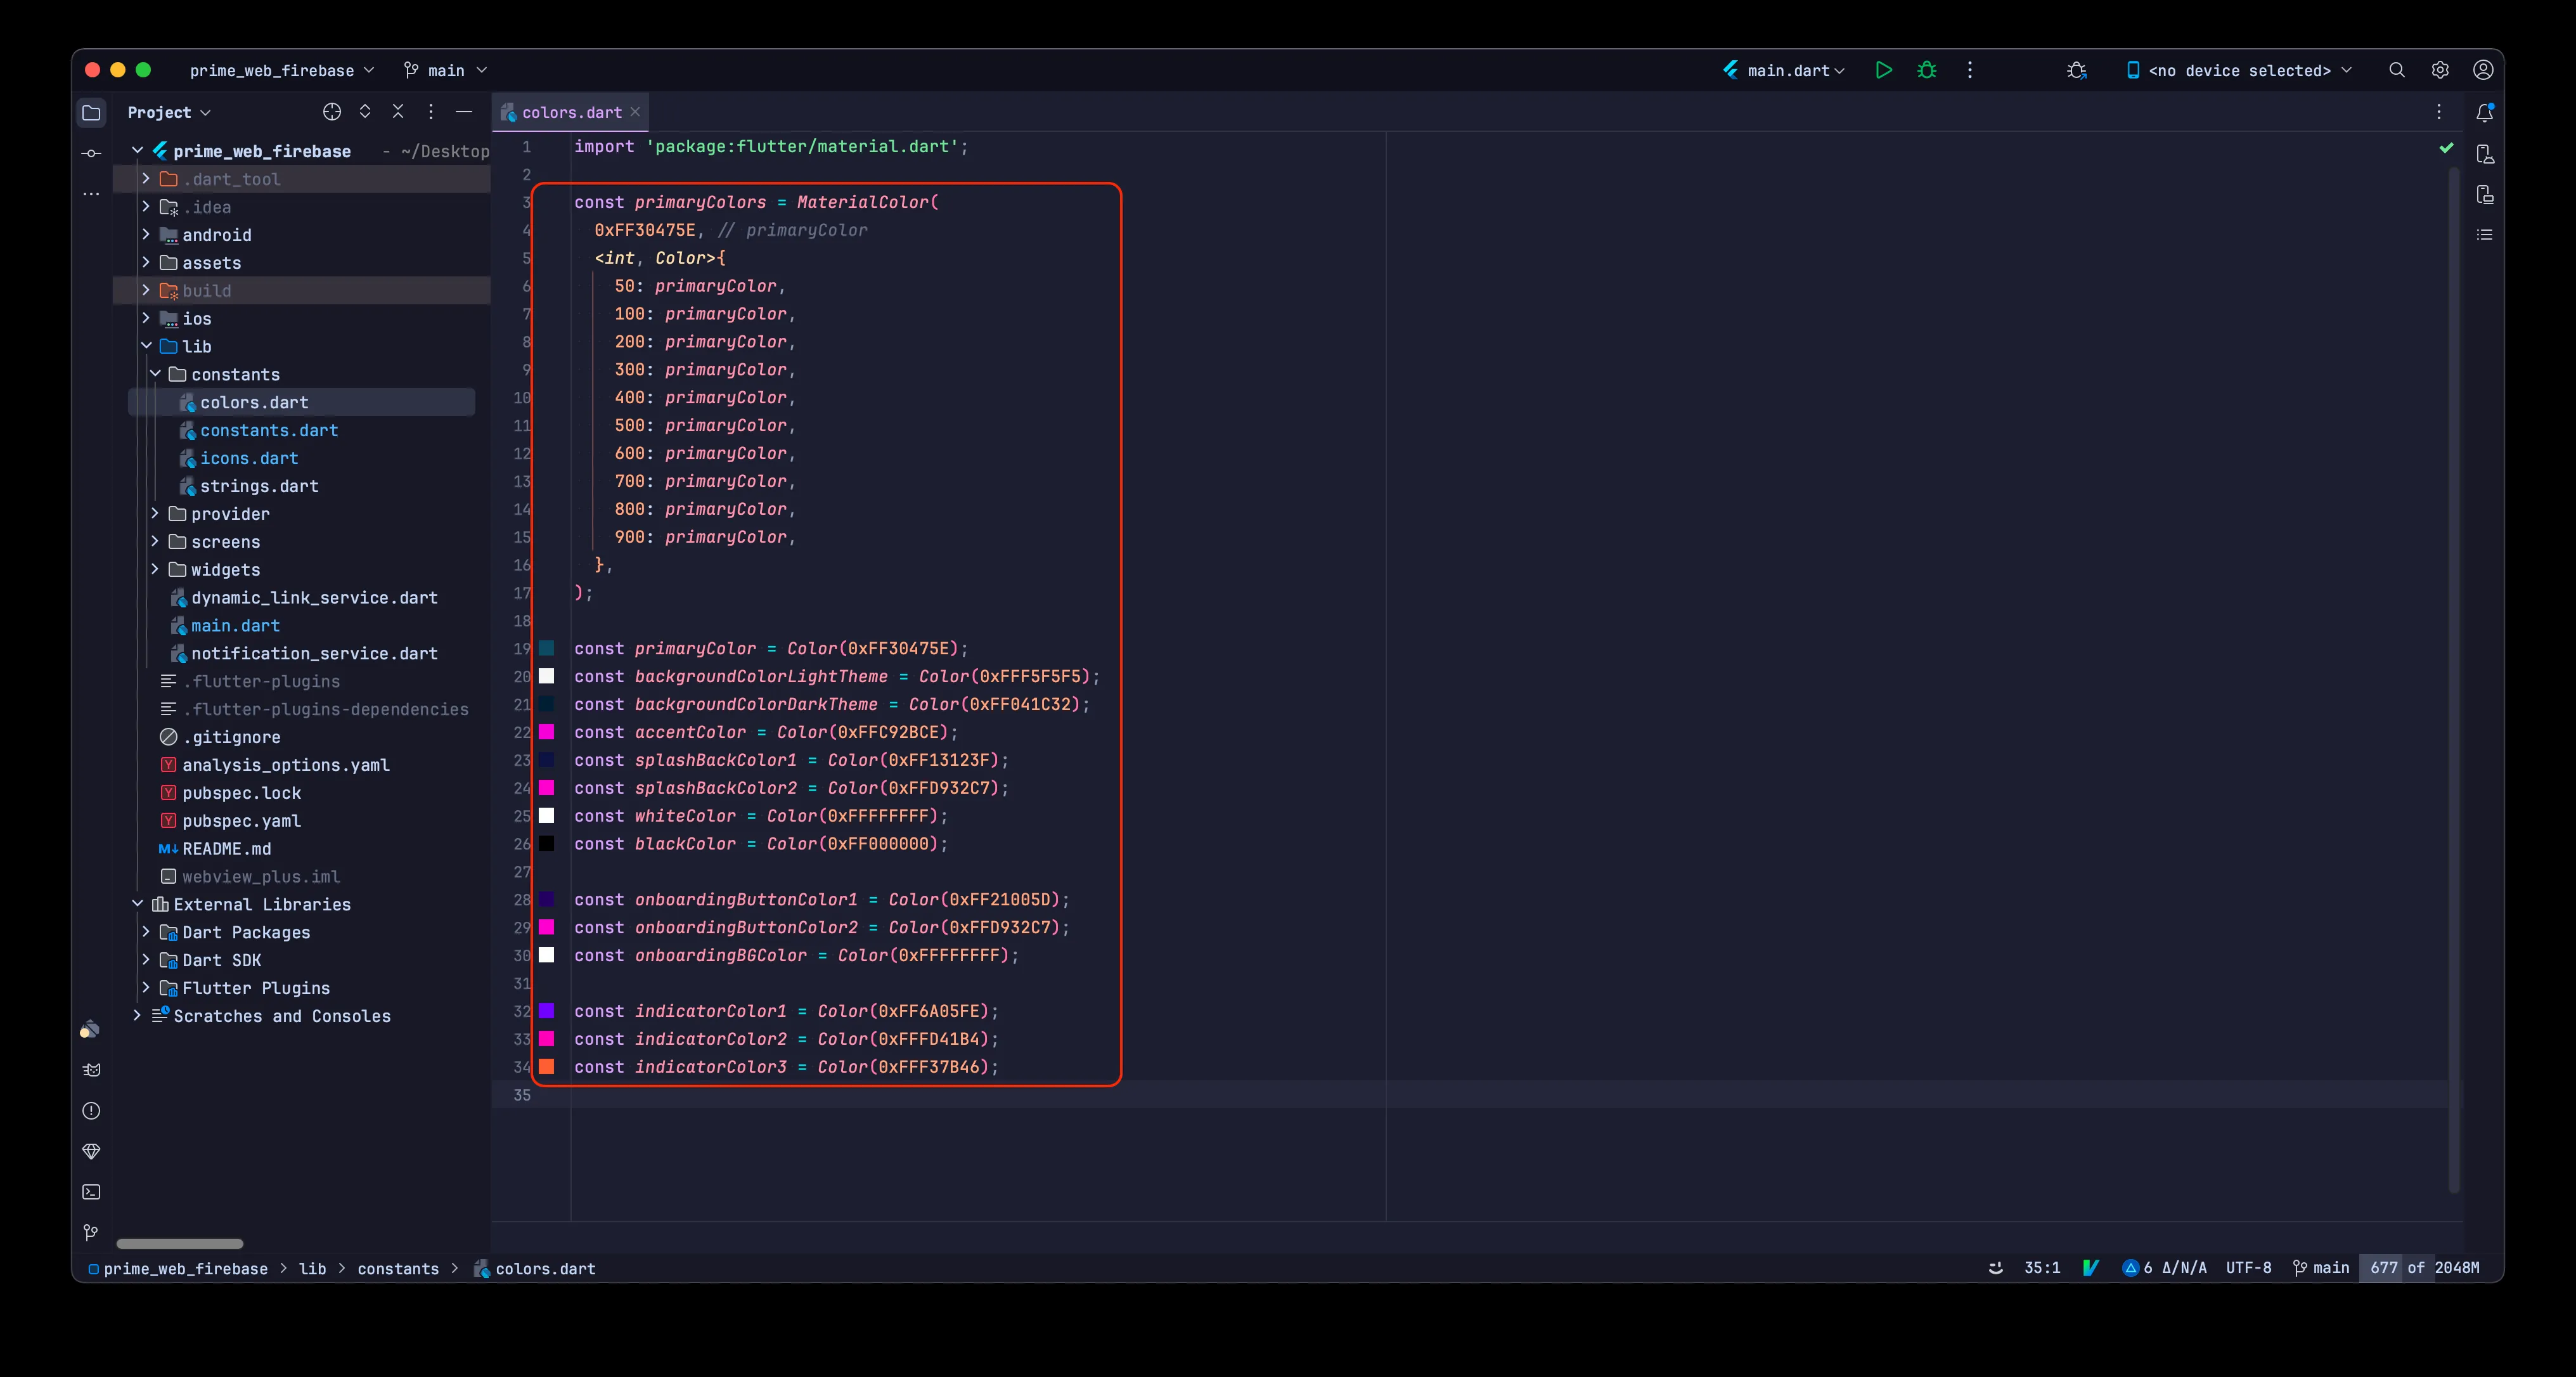 prime_web_firebase main main.dart <no device selected>
Project
prime_web_firebase - ~/Desktop
.dart_tool
.idea
android
assets
build
ios
lib
constants
colors.dart
constants.dart
icons.dart
strings.dart
provider
screens
widgets
dynamic_link_service.dart
main.dart
notification_service.dart
.flutter-plugins
.flutter-plugins-dependencies
.gitignore
analysis_options.yaml
pubspec.lock
pubspec.yaml
README.md
webview_plus.iml
External Libraries
Dart Packages
Dart SDK
Flutter Plugins
Scratches and Consoles
colors.dart
1 import 'package:flutter/material.dart';
2
3 const primaryColors = MaterialColor(
4 0xFF30475E, // primaryColor
5 <int, Color>{
6 50: primaryColor,
7 100: primaryColor,
8 200: primaryColor,
9 300: primaryColor,
10 400: primaryColor,
11 500: primaryColor,
12 600: primaryColor,
13 700: primaryColor,
14 800: primaryColor,
15 900: primaryColor,
16 },
17 );
18
19 const primaryColor = Color(0xFF30475E);
20 const backgroundColorLightTheme = Color(0xFFF5F5F5);
21 const backgroundColorDarkTheme = Color(0xFF041C32);
22 const accentColor = Color(0xFFC92BCE);
23 const splashBackColor1 = Color(0xFF13123F);
24 const splashBackColor2 = Color(0xFFD932C7);
25 const whiteColor = Color(0xFFFFFFFF);
26 const blackColor = Color(0xFF000000);
27
28 const onboardingButtonColor1 = Color(0xFF21005D);
29 const onboardingButtonColor2 = Color(0xFFD932C7);
30 const onboardingBGColor = Color(0xFFFFFFFF);
31
32 const indicatorColor1 = Color(0xFF6A05FE);
33 const indicatorColor2 = Color(0xFFFD41B4);
34 const indicatorColor3 = Color(0xFFF37B46);
35
prime_web_firebase > lib > constants > colors.dart
35:1 6 Δ/N/A UTF-8 main 677 of 2048M